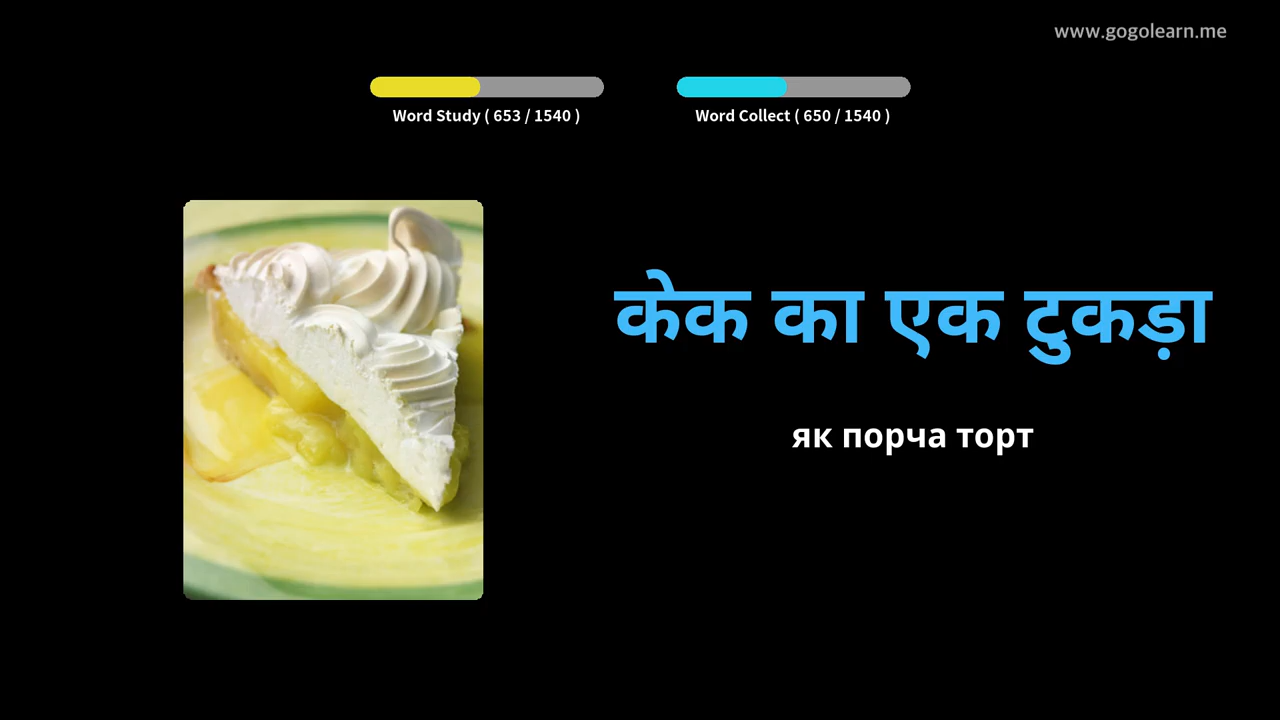 www.gogolearn.me
Word Study ( 653 / 1540 )
Word Collect ( 650 / 1540 )
केक का एक टुकड़ा
як порча торт